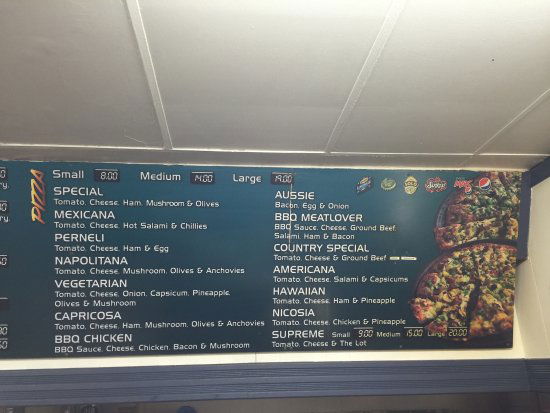 PIZZA
Small 8.00 Medium 14.00 Large 19.00
SPECIAL
Tomato, Cheese, Ham, Mushroom & Olives
MEXICANA
Tomato, Cheese, Hot Salami & Chillies
PERNELI
Tomato, Cheese, Ham & Egg
NAPOLITANA
Tomato, Cheese, Mushroom, Olives & Anchovies
VEGETARIAN
Tomato, Cheese, Onion, Capsicum, Pineapple,
Olives & Mushroom
CAPRICOSA
Tomato, Cheese, Ham, Mushroom, Olives & Anchovies
BBQ CHICKEN
BBQ Sauce, Cheese, Chicken, Bacon & Mushroom
AUSSIE
Bacon, Egg & Onion
BBQ MEATLOVER
BBQ Sauce, Cheese, Ground Beef,
Salami, Ham & Bacon
COUNTRY SPECIAL
Tomato, Cheese & Ground Beef
AMERICANA
Tomato, Cheese, Salami & Capsicums
HAWAIIAN
Tomato, Cheese, Ham & Pineapple
NICOSIA
Tomato, Cheese, Chicken & Pineapple
SUPREME Small 9.00 Medium 15.00 Large 20.00
Tomato, Cheese & The Lot
SOLO
Max
pepsi